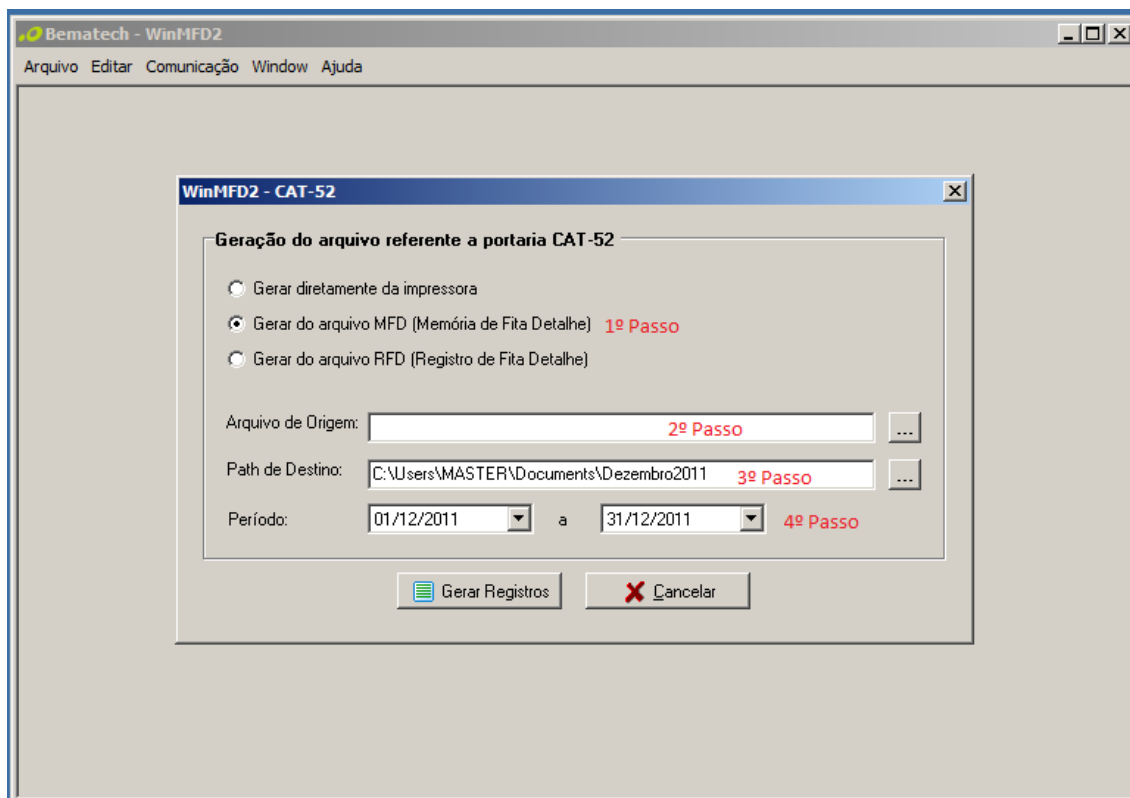 Bematech - WinMFD2
Arquivo Editar Comunicação Window Ajuda
WinMFD2 - CAT-52
Geração do arquivo referente a portaria CAT-52
Gerar diretamente da impressora
Gerar do arquivo MFD (Memória de Fita Detalhe) 1º Passo
Gerar do arquivo RFD (Registro de Fita Detalhe)
Arquivo de Origem: 2º Passo ...
Path de Destino: C:\Users\MASTER\Documents\Dezembro2011 3º Passo ...
Período: 01/12/2011 a 31/12/2011 4º Passo
Gerar Registros Cancelar